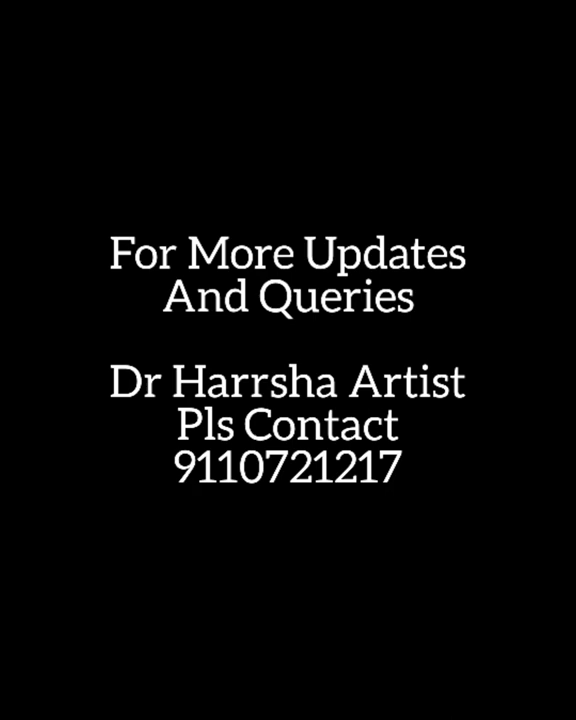 For More Updates
And Queries
Dr Harrsha Artist
Pls Contact
9110721217